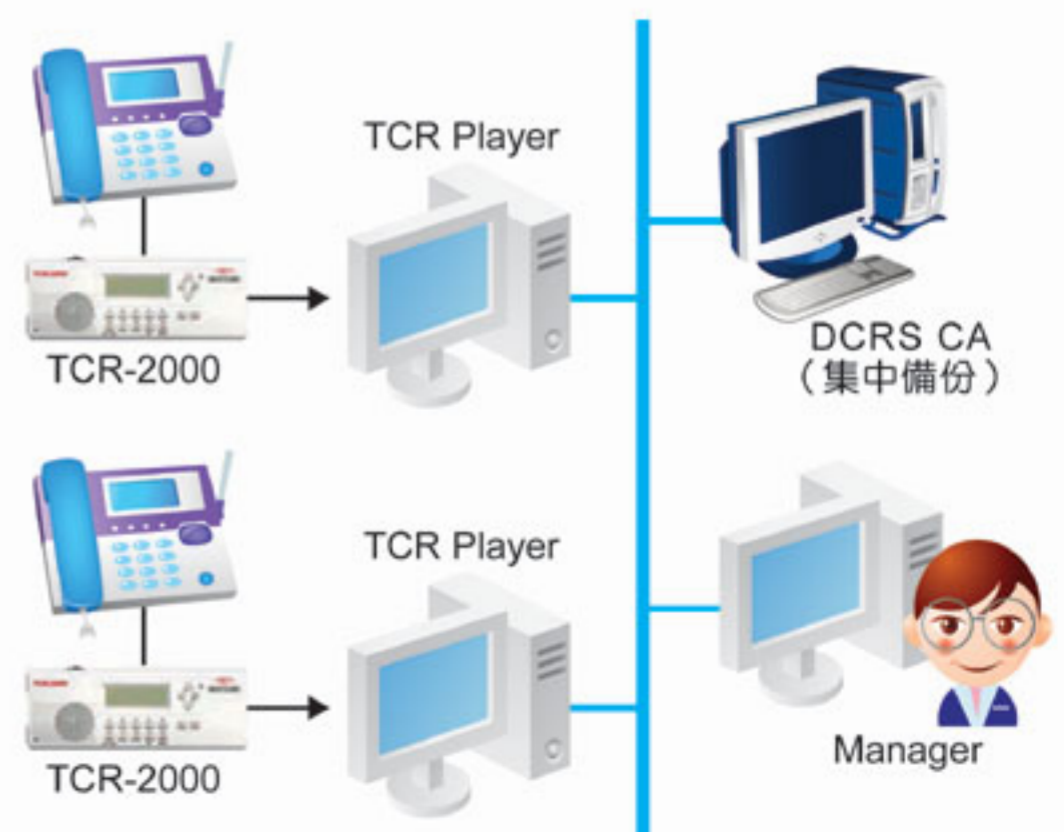 TCR Player
TCR-2000
DCRS CA
（集中備份）
TCR Player
TCR-2000
Manager